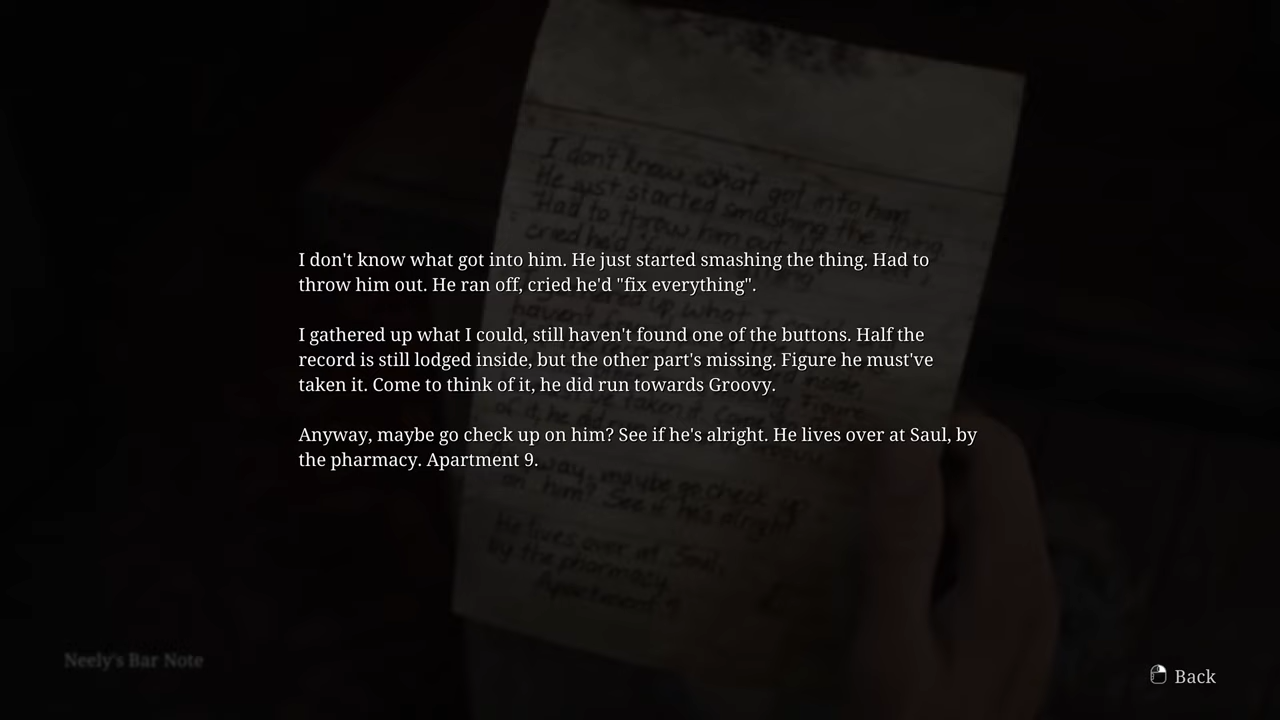 I don't know what got into him. He just started smashing the thing. Had to
throw him out. He ran off, cried he'd "fix everything".
I gathered up what I could, still haven't found one of the buttons. Half the
record is still lodged inside, but the other part's missing. Figure he must've
taken it. Come to think of it, he did run towards Groovy.
Anyway, maybe go check up on him? See if he's alright. He lives over at Saul, by
the pharmacy. Apartment 9.
Neely's Bar Note
Back